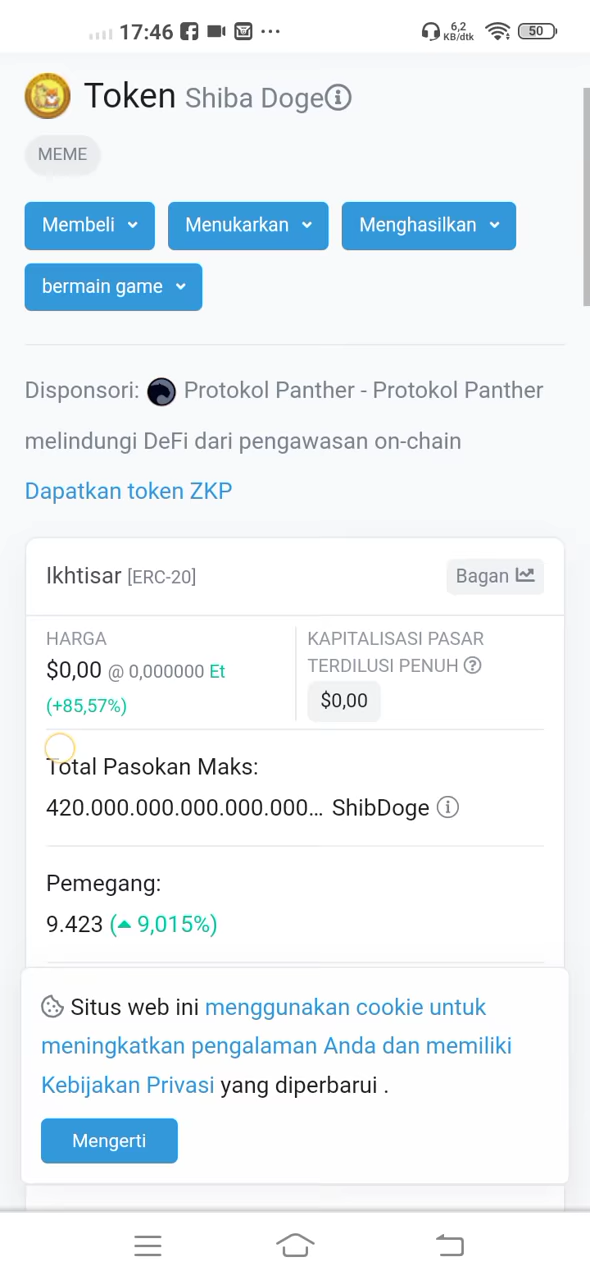 17:46
6,2
KB/dtk
50
Token Shiba Doge
MEME
Membeli
Menukarkan
Menghasilkan
bermain game
Disponsori: Protokol Panther - Protokol Panther
melindungi DeFi dari pengawasan on-chain
Dapatkan token ZKP
Ikhtisar [ERC-20]
Bagan
HARGA
$0,00 @ 0,000000 Et
(+85,57%)
KAPITALISASI PASAR
TERDILUSI PENUH
$0,00
Total Pasokan Maks:
420.000.000.000.000.000... ShibDoge
Pemegang:
9.423 (9,015%)
Situs web ini menggunakan cookie untuk
meningkatkan pengalaman Anda dan memiliki
Kebijakan Privasi yang diperbarui .
Mengerti